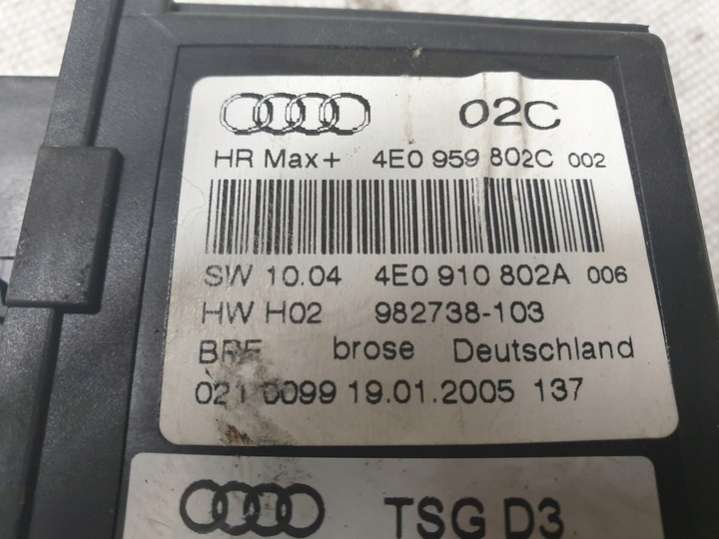 02C
HR Max+ 4E0 959 802C 002
SW 10.04 4E0 910 802A 006
HW H02 982738-103
BRE brose Deutschland
021 0099 19.01.2005 137
TSG D3